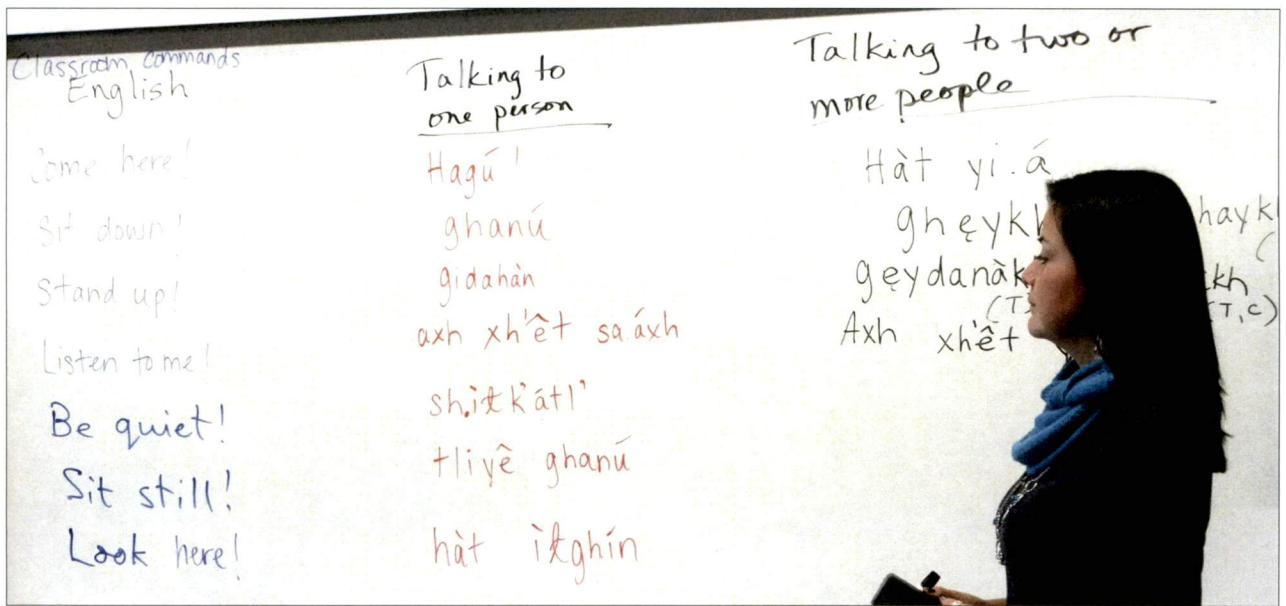 Classroom commands
English
Talking to
one person
Talking to two or
more people
Come here!
Hagú!
Hàt yi.á
Sit down!
ghanú
Stand up!
gidahàn
(T,C)
Listen to me!
axh xh'êt sa.áxh
Axh xh'êt
Be quiet!
sh.iłk'átl'
Sit still!
tliyê ghanú
Look here!
hàt ìłghín